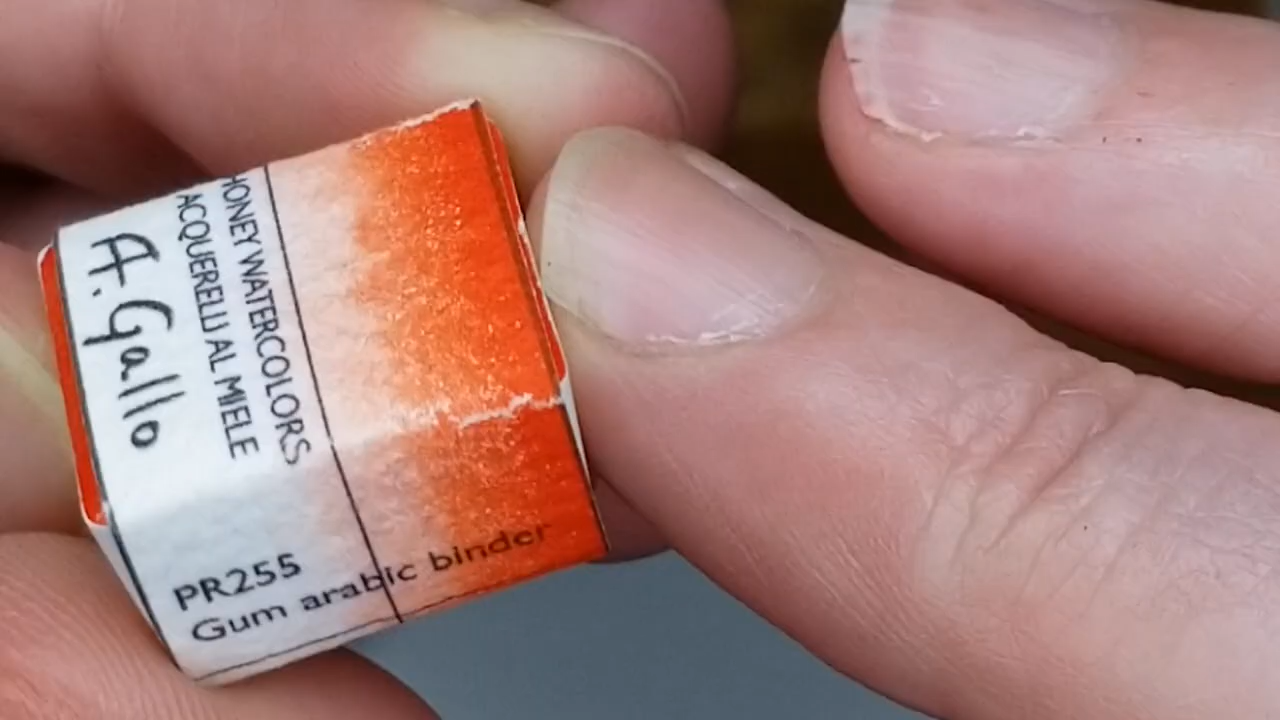 HONEY WATERCOLORS
ACQUERELLI AL MIELE
A. Gallo
PR255
Gum arabic binder